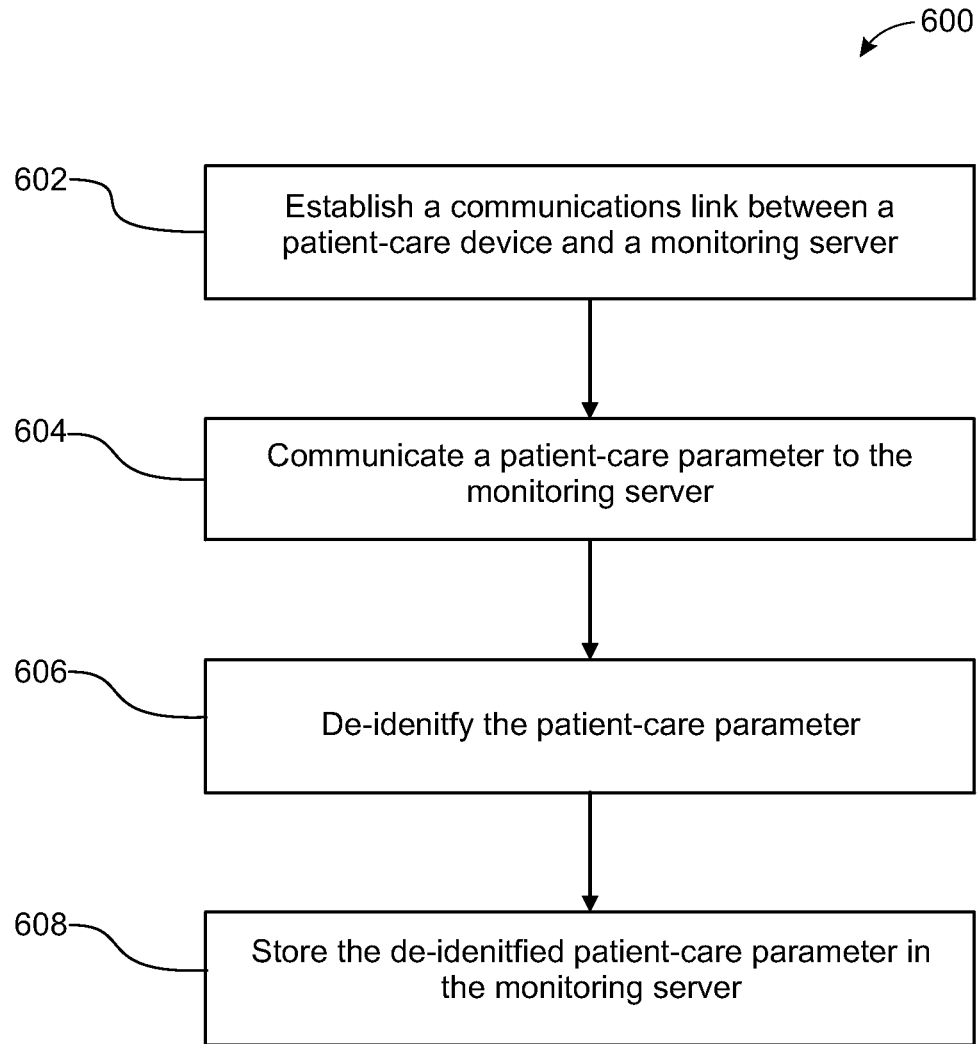 600
602
Establish a communications link between a
patient-care device and a monitoring server
604
Communicate a patient-care parameter to the
monitoring server
606
De-idenitfy the patient-care parameter
608
Store the de-idenitfied patient-care parameter in
the monitoring server